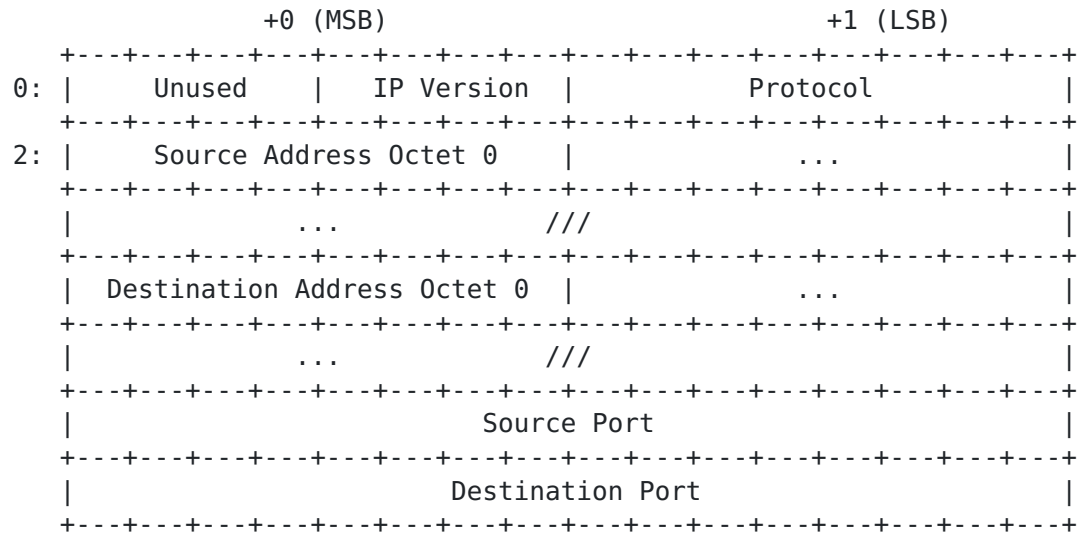 +0 (MSB)                            +1 (LSB)
   +---+---+---+---+---+---+---+---+---+---+---+---+---+---+---+---+
0: |     Unused    |   IP Version  |           Protocol            |
   +---+---+---+---+---+---+---+---+---+---+---+---+---+---+---+---+
2: |     Source Address Octet 0    |              ...              |
   +---+---+---+---+---+---+---+---+---+---+---+---+---+---+---+---+
   |              ...             ///                              |
   +---+---+---+---+---+---+---+---+---+---+---+---+---+---+---+---+
   |  Destination Address Octet 0  |              ...              |
   +---+---+---+---+---+---+---+---+---+---+---+---+---+---+---+---+
   |              ...             ///                              |
   +---+---+---+---+---+---+---+---+---+---+---+---+---+---+---+---+
   |                          Source Port                          |
   +---+---+---+---+---+---+---+---+---+---+---+---+---+---+---+---+
   |                        Destination Port                       |
   +---+---+---+---+---+---+---+---+---+---+---+---+---+---+---+---+